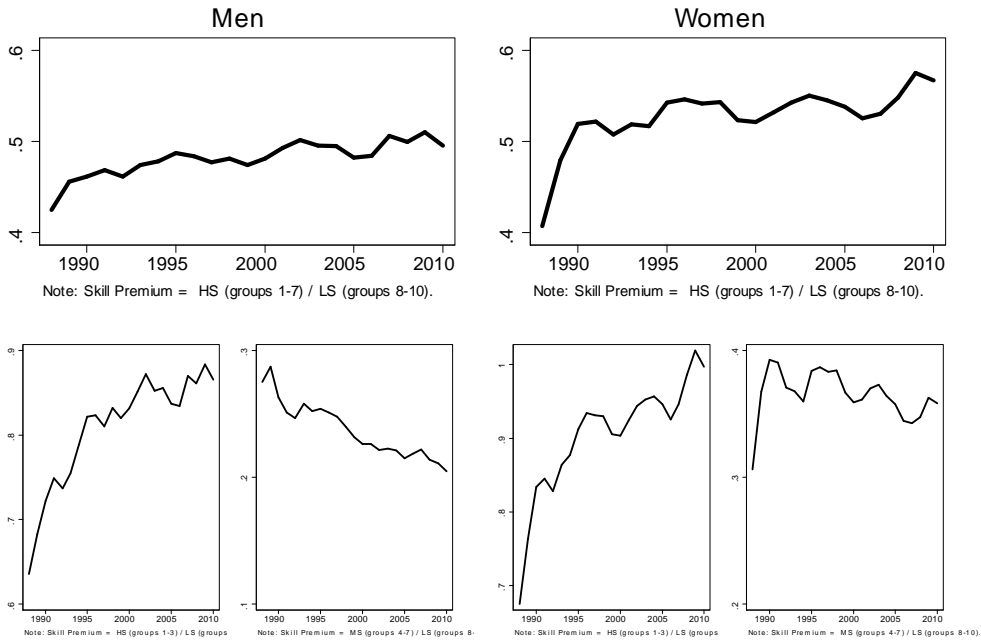 Men
Women
.6
.5
.4
1990 1995 2000 2005 2010
Note: Skill Premium = HS (groups 1-7) / LS (groups 8-10).
.6
.5
.4
1990 1995 2000 2005 2010
Note: Skill Premium = HS (groups 1-7) / LS (groups 8-10).
.9
.8
.7
.6
1990 1995 2000 2005 2010
Note: Skill Premium = HS (groups 1-3) / LS (groups
.3
.2
.1
1990 1995 2000 2005 2010
Note: Skill Premium = MS (groups 4-7) / LS (groups 8-
1
.9
.8
.7
1990 1995 2000 2005 2010
Note: Skill Premium = HS (groups 1-3) / LS (groups
.4
.3
.2
1990 1995 2000 2005 2010
Note: Skill Premium = MS (groups 4-7) / LS (groups 8-10).